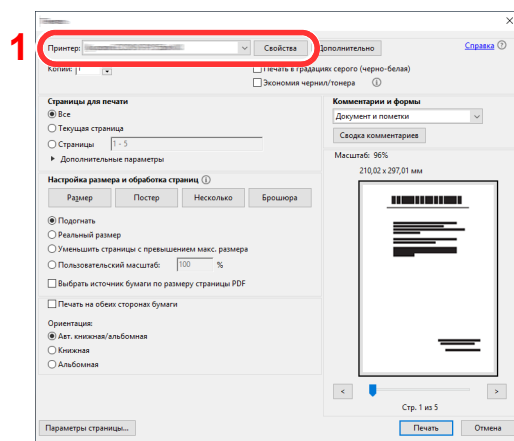 1
Принтер: Свойства Дополнительно Справка
Копии: 1 Печать в градациях серого (черно-белая)
Экономия чернил/тонера
Страницы для печати
Все
Текущая страница
Страницы 1 - 5
Дополнительные параметры
Настройка размера и обработка страниц
Размер Постер Несколько Брошюра
Подогнать
Реальный размер
Уменьшить страницы с превышением макс. размера
Пользовательский масштаб: 100 %
Выбрать источник бумаги по размеру страницы PDF
Печать на обеих сторонах бумаги
Ориентация:
Авт. книжная/альбомная
Книжная
Альбомная
Комментарии и формы
Документ и пометки
Сводка комментариев
Масштаб: 96%
210,02 x 297,01 мм
< >
Стр. 1 из 5
Параметры страницы... Печать Отмена